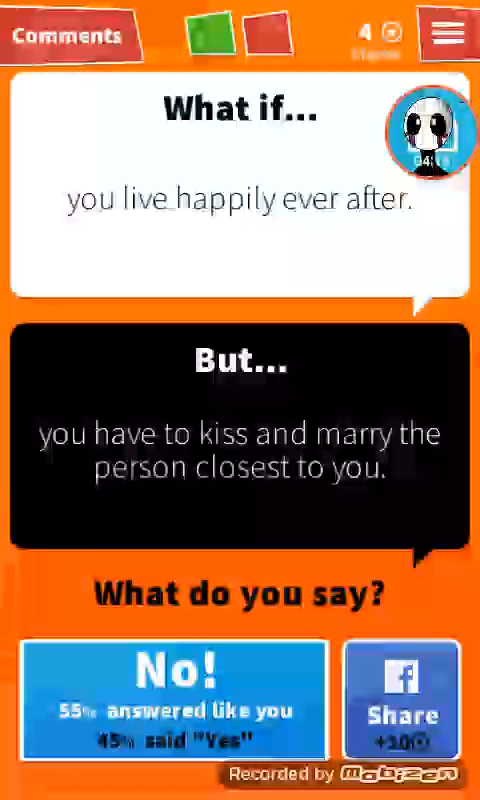 Comments
4
What if...
you live happily ever after.
But...
you have to kiss and marry the
person closest to you.
What do you say?
No!
55% answered like you
45% said "Yes"
Share
+10
Recorded by Mobizen